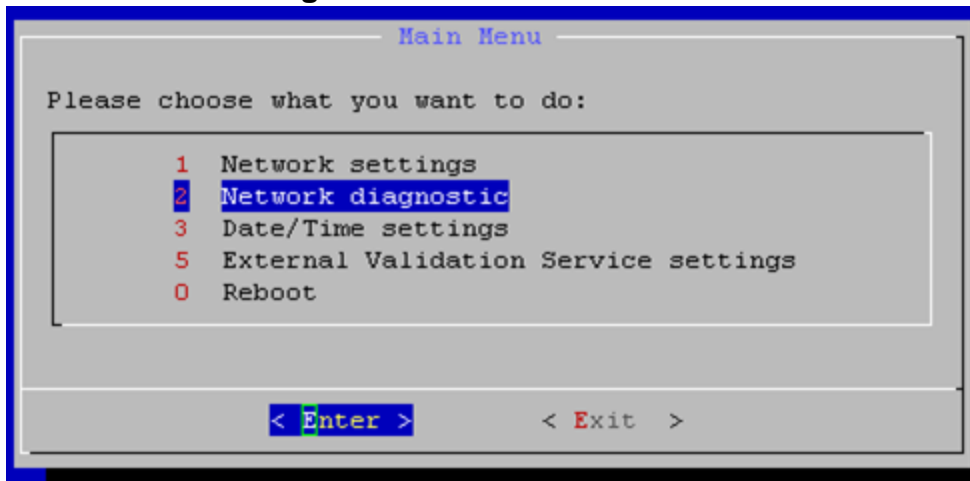 Main Menu
Please choose what you want to do:
1 Network settings
2 Network diagnostic
3 Date/Time settings
5 External Validation Service settings
0 Reboot
< Enter > < Exit >